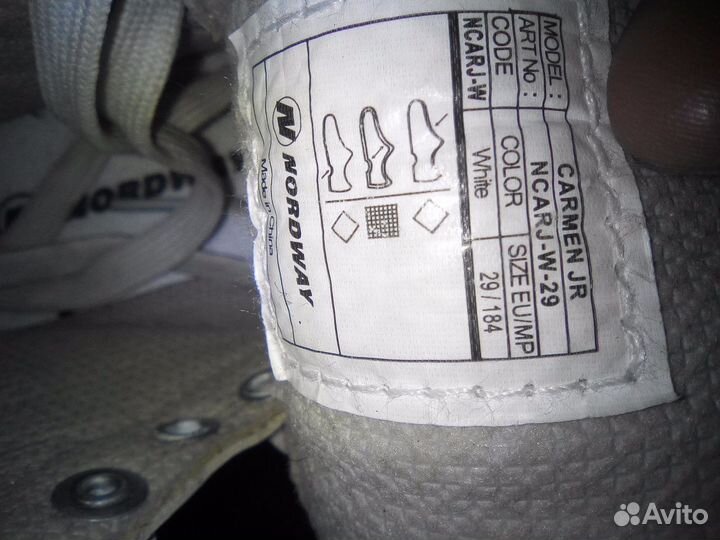 MODEL : CARMEN JR
ART No : NCARJ-W-29
CODE COLOR SIZE EU/MP
NCARJ-W White 29 / 184
NORDWAY
Made in China
NORDW
Avito